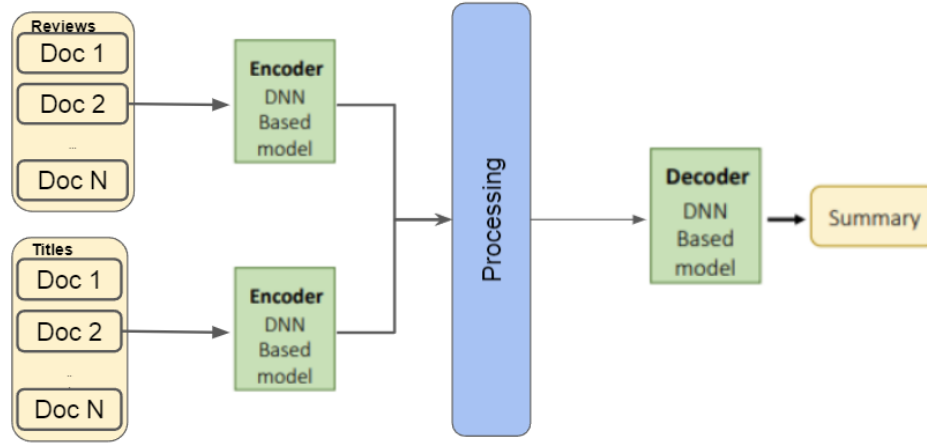 Reviews
Doc 1
Doc 2
...
Doc N
Encoder
DNN
Based
model
Titles
Doc 1
Doc 2
..
.
Doc N
Encoder
DNN
Based
model
Processing
Decoder
DNN
Based
model
Summary